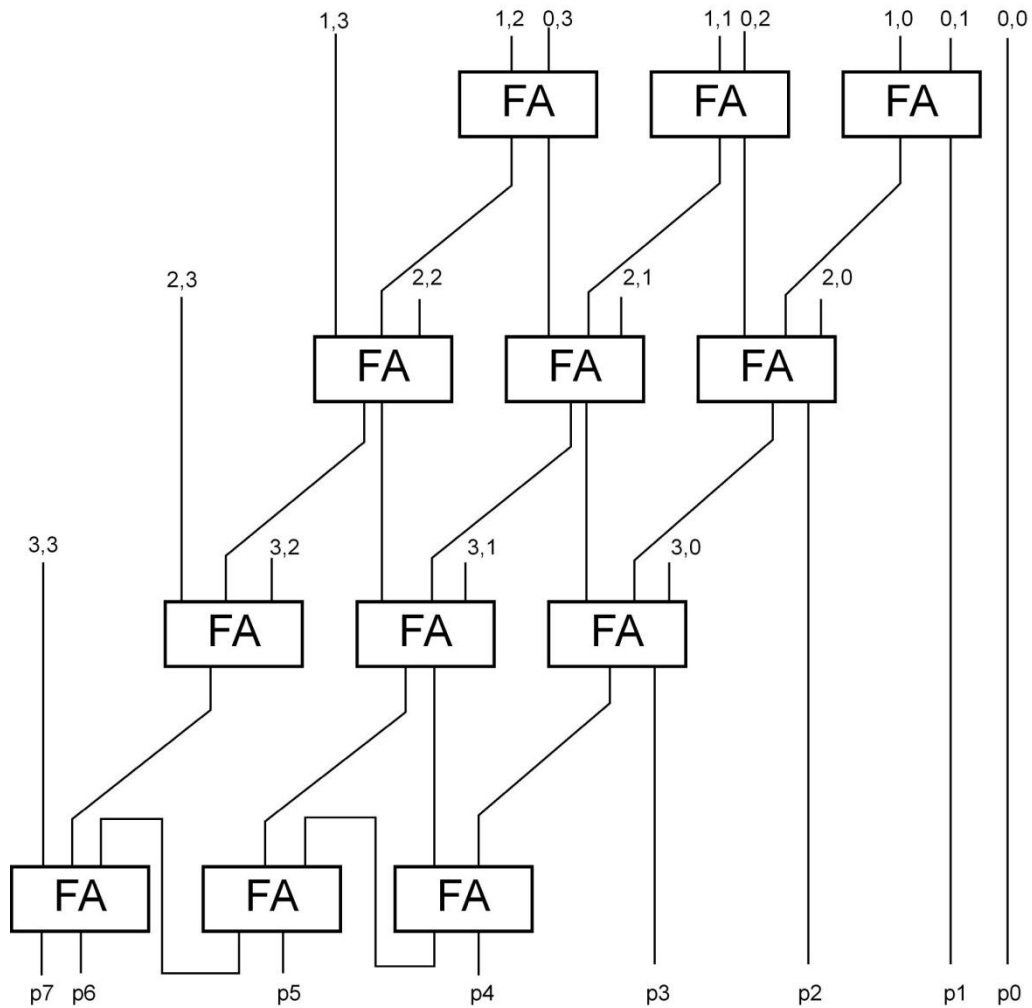 1,3 1,2 0,3 1,1 0,2 1,0 0,1 0,0
FA FA FA
2,3 2,2 2,1 2,0
FA FA FA
3,3 3,2 3,1 3,0
FA FA FA
FA FA FA
p7 p6 p5 p4 p3 p2 p1 p0